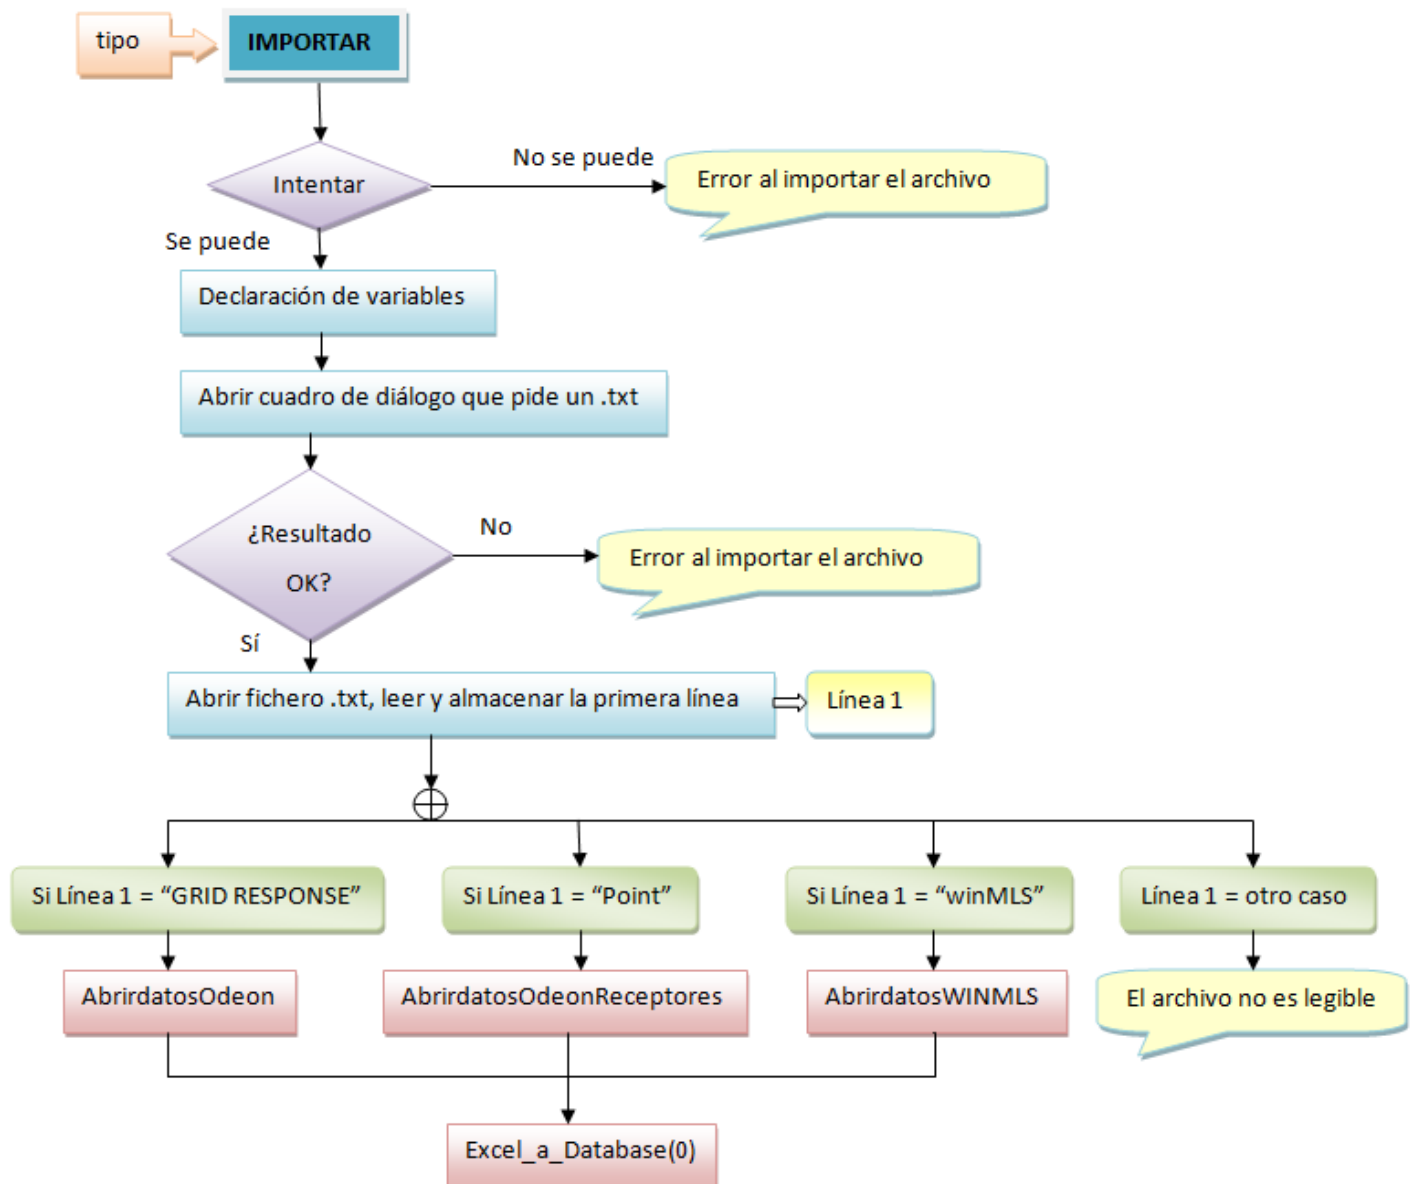 tipo
IMPORTAR
No se puede
Error al importar el archivo
Intentar
Se puede
Declaración de variables
Abrir cuadro de diálogo que pide un .txt
¿Resultado
OK?
No
Error al importar el archivo
Sí
Abrir fichero .txt, leer y almacenar la primera línea
Línea 1
Si Línea 1 = “GRID RESPONSE”
Si Línea 1 = “Point”
Si Línea 1 = “winMLS”
Línea 1 = otro caso
AbrirdatosOdeon
AbrirdatosOdeonReceptores
AbrirdatosWINMLS
El archivo no es legible
Excel_a_Database(0)